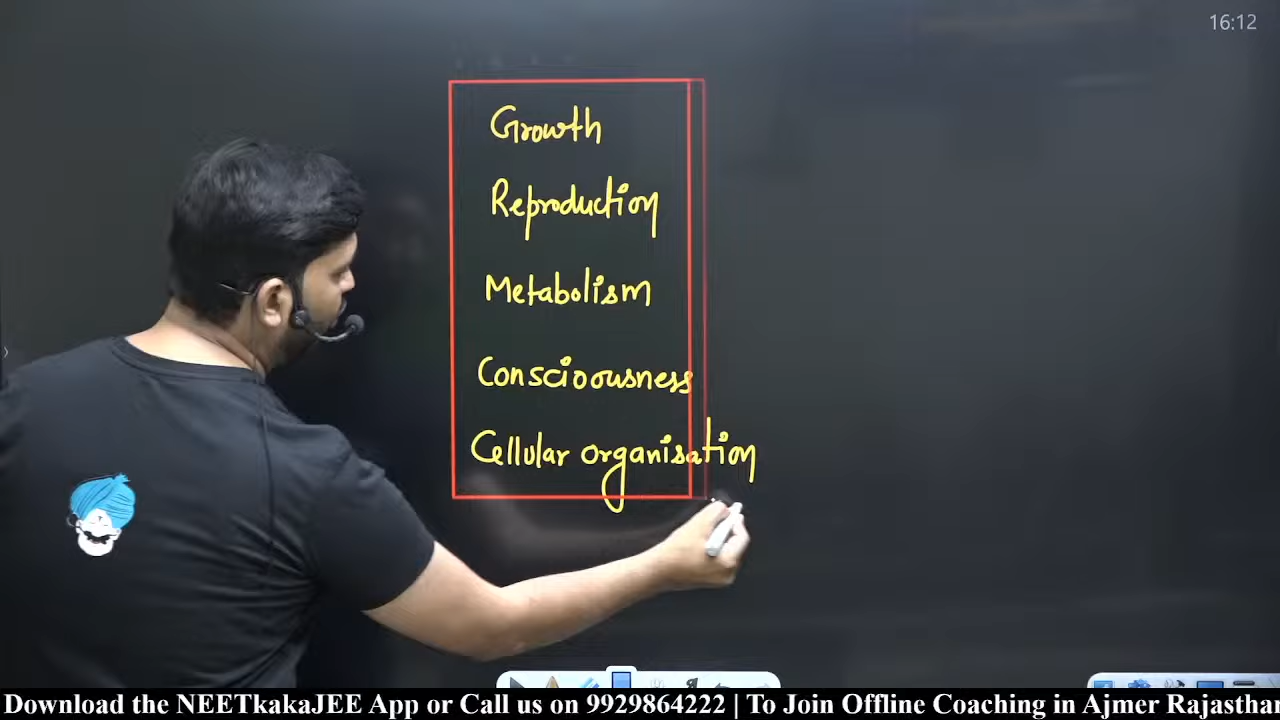 16:12
Growth
Reproduction
Metabolism
Conscioousness
Cellular organisation
Download the NEETkakaJEE App or Call us on 9929864222 | To Join Offline Coaching in Ajmer Rajasthan